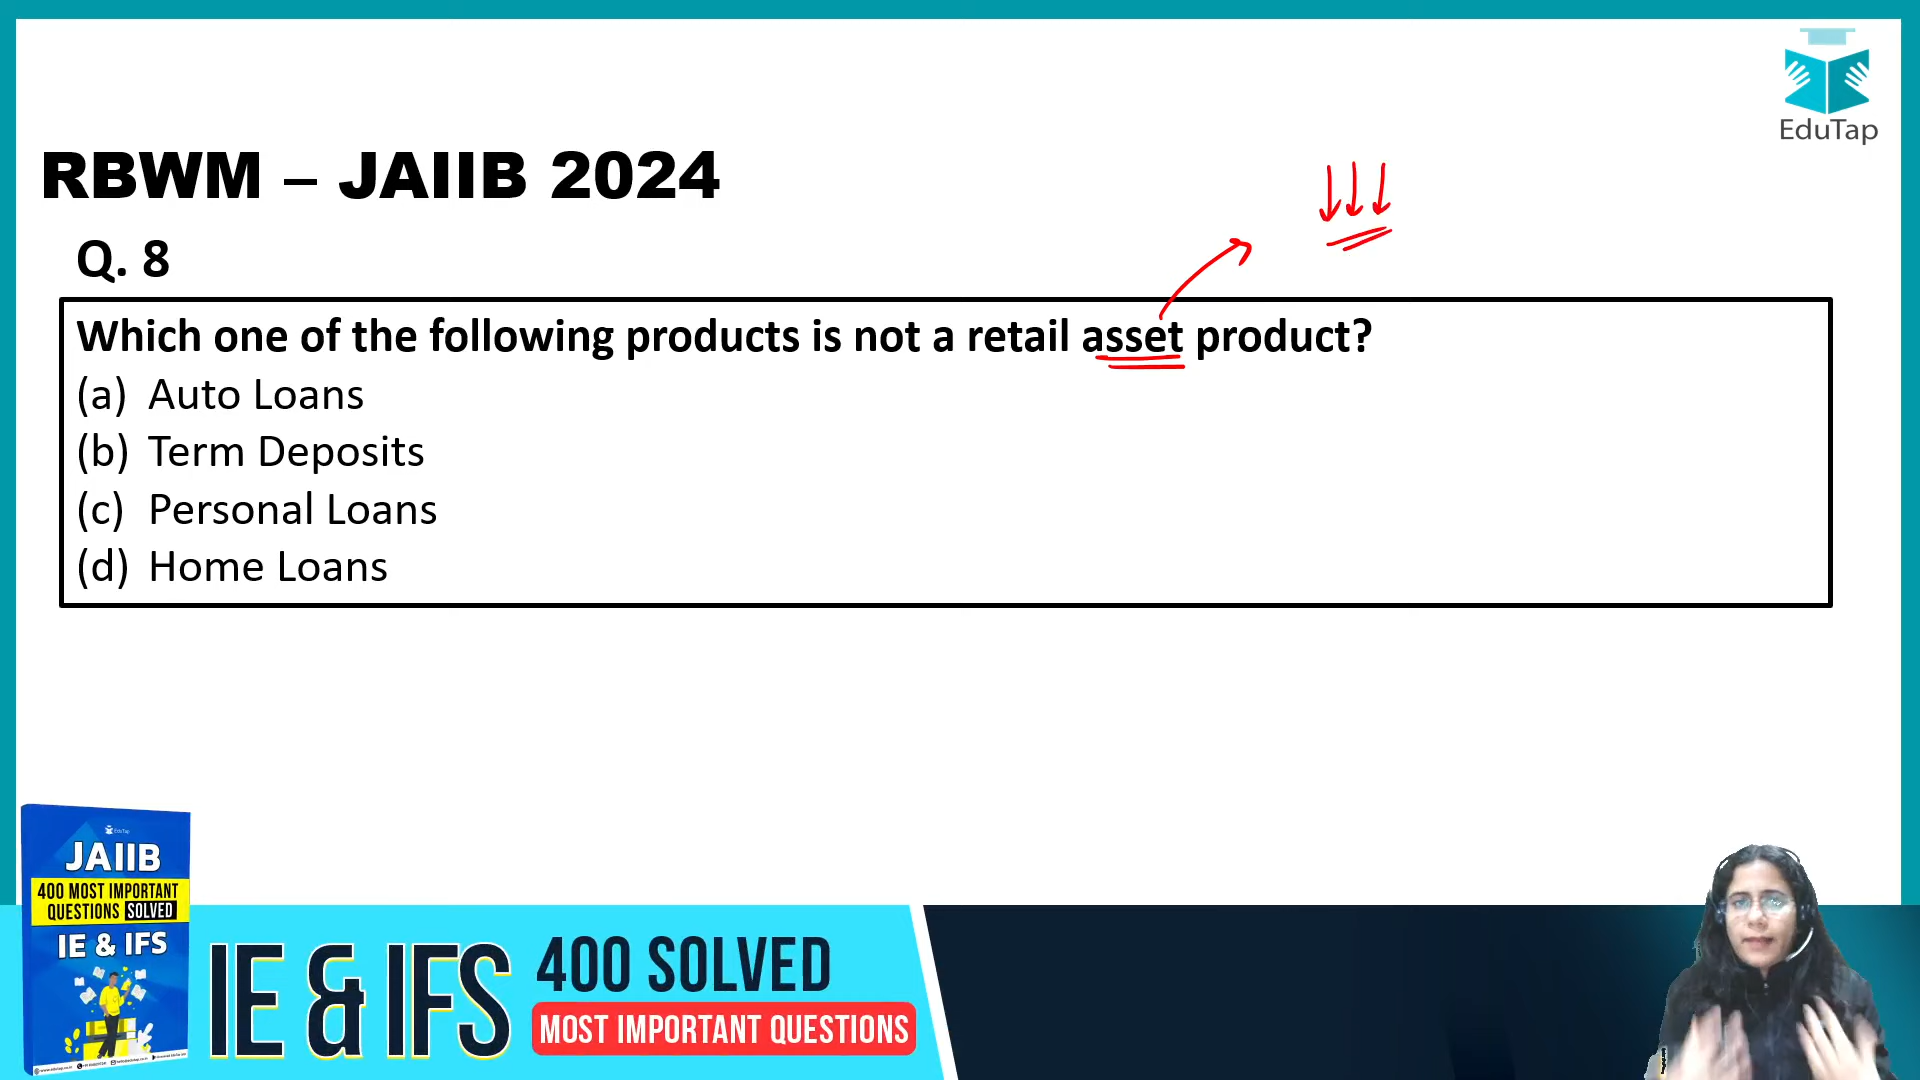 EduTap
RBWM – JAIIB 2024
Q. 8
Which one of the following products is not a retail asset product?
(a) Auto Loans
(b) Term Deposits
(c) Personal Loans
(d) Home Loans
EduTap
JAIIB
400 MOST IMPORTANT
QUESTIONS SOLVED
IE & IFS
IE & IFS
400 SOLVED
MOST IMPORTANT QUESTIONS